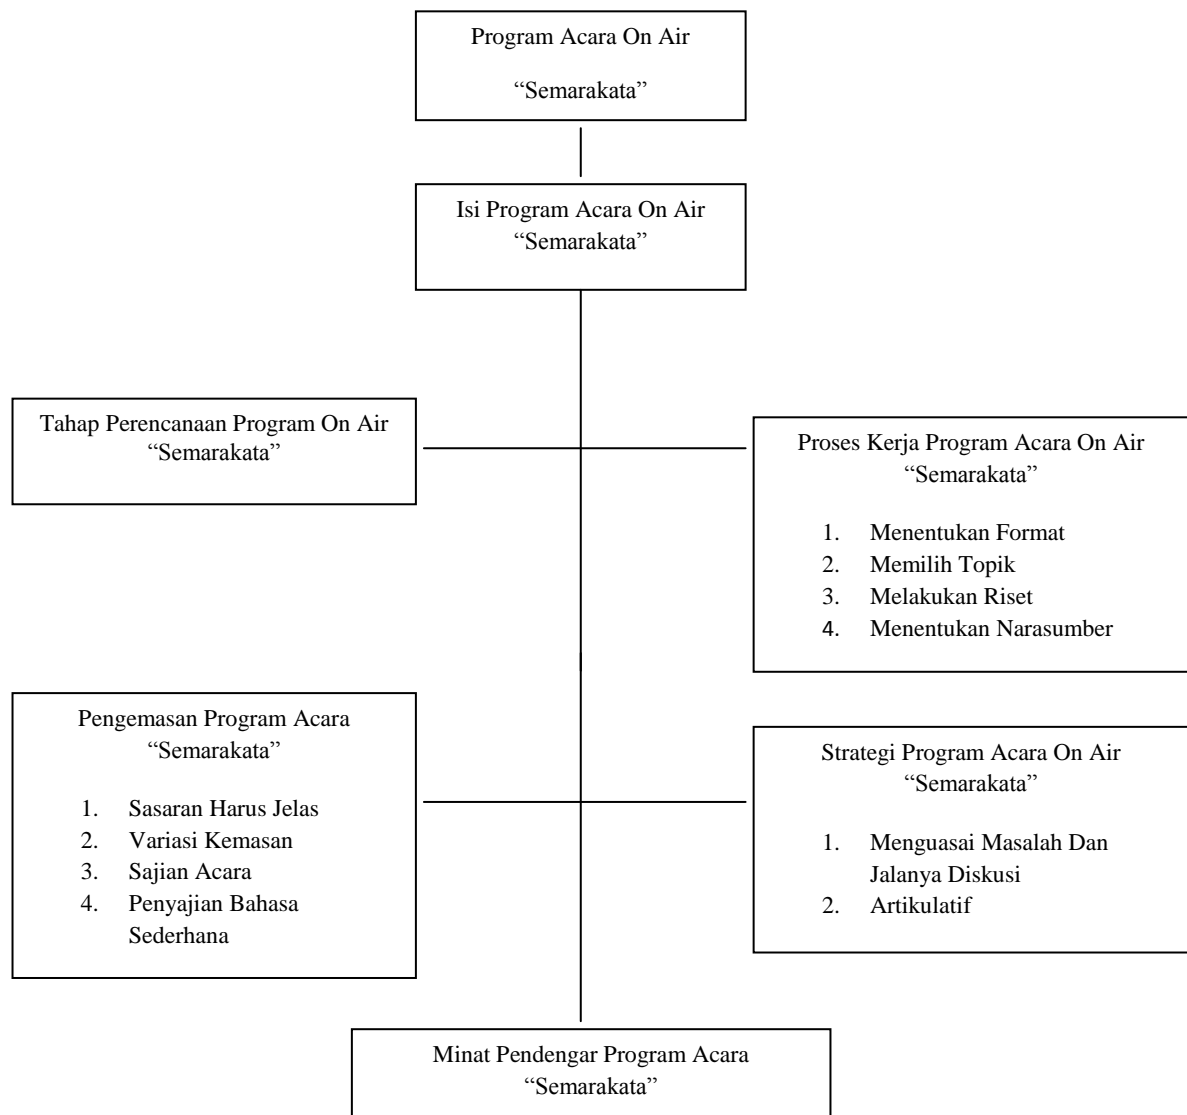 Program Acara On Air
“Semarakata”
Isi Program Acara On Air
“Semarakata”
Tahap Perencanaan Program On Air
“Semarakata”
Proses Kerja Program Acara On Air
“Semarakata”
1. Menentukan Format
2. Memilih Topik
3. Melakukan Riset
4. Menentukan Narasumber
Pengemasan Program Acara
“Semarakata”
1. Sasaran Harus Jelas
2. Variasi Kemasan
3. Sajian Acara
4. Penyajian Bahasa
Sederhana
Strategi Program Acara On Air
“Semarakata”
1. Menguasai Masalah Dan
Jalanya Diskusi
2. Artikulatif
Minat Pendengar Program Acara
“Semarakata”